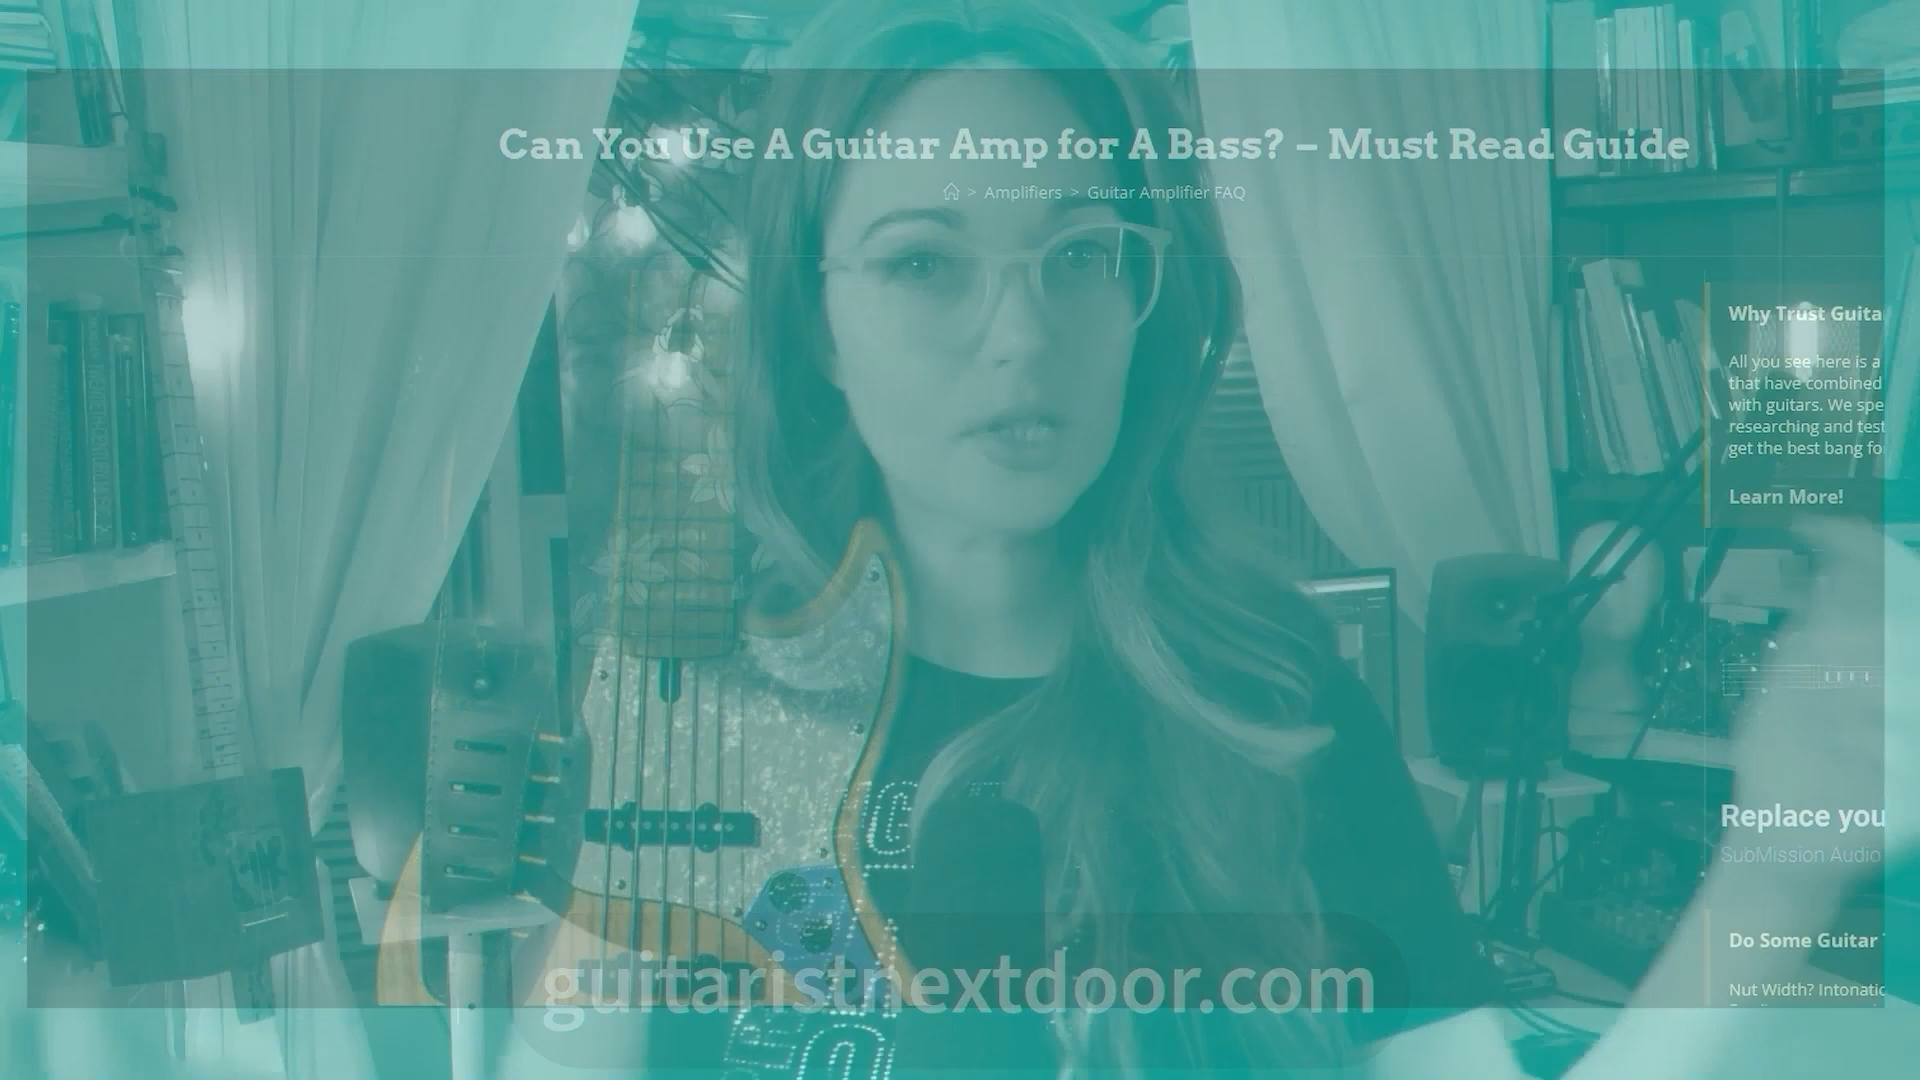 Can You Use A Guitar Amp for A Bass? – Must Read Guide
> Amplifiers > Guitar Amplifier FAQ
Why Trust Guita
All you see here is a
that have combined
with guitars. We spe
researching and test
get the best bang fo
Learn More!
Replace you
SubMission Audio
Do Some Guitar
Nut Width? Intonatic
guitaristnextdoor.com